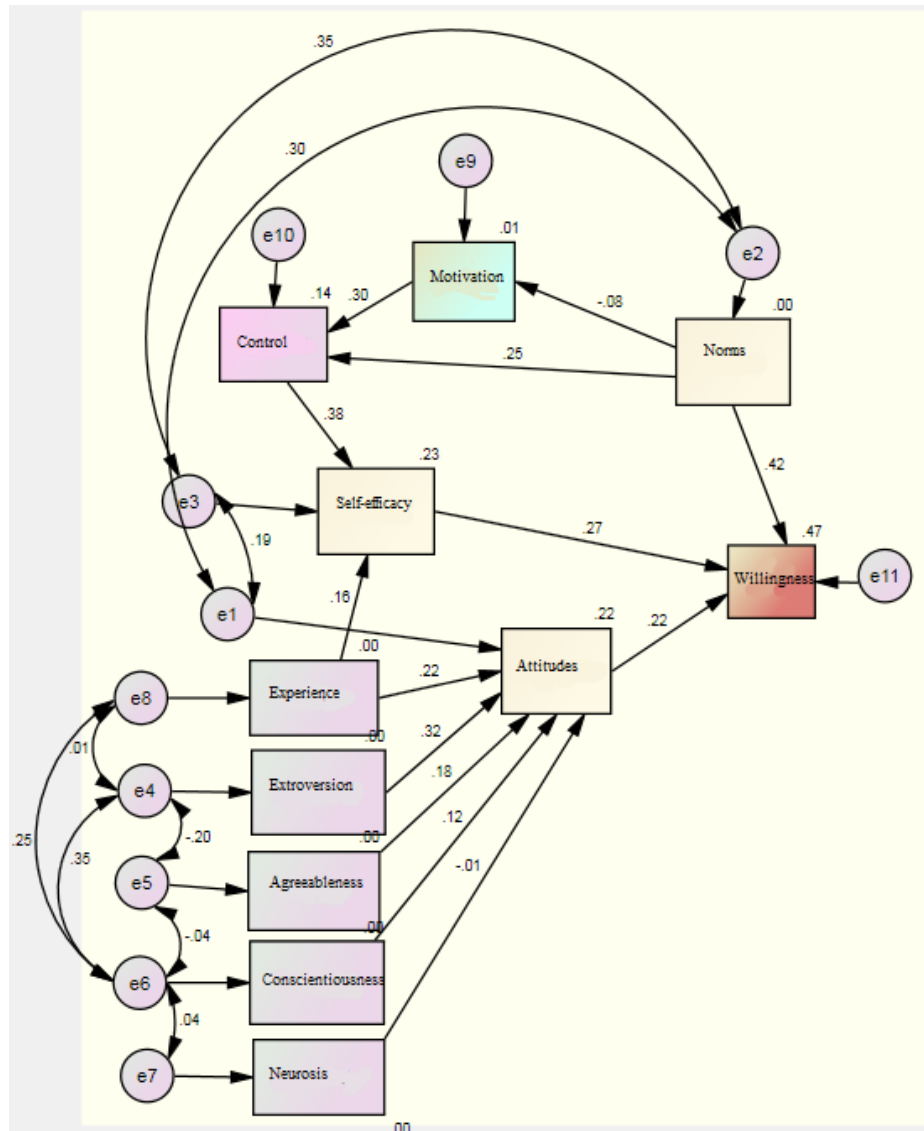 .35
.30
e9
e10
.01
e2
Motivation
.14
.30
-.08
.00
Control
Norms
.25
.38
.23
.42
e3
Self-efficacy
.27
.47
.19
Willingness
e11
.16
e1
.00
.22
.22
Attitudes
e8
Experience
.22
.00
.32
.01
e4
Extroversion
.18
.25
.35
-.20
.00
.12
e5
Agreeableness
-.01
.00
-.04
e6
Conscientiousness
.04
e7
Neurosis
.00